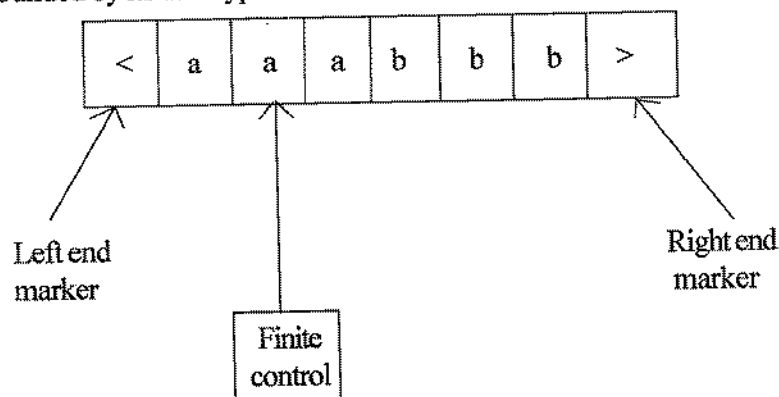 < a a a b b b >
Left end
marker
Right end
marker
Finite
control